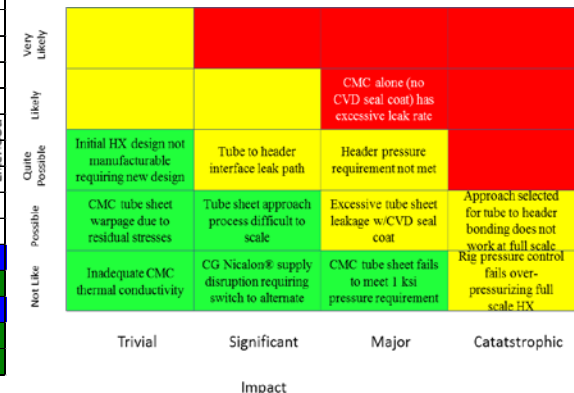 Very
Likely
Likely
CMC alone (no
CVD seal coat) has
excessive leak rate
Quite
Possible
Initial HX design not
manufacturable
requiring new design
Tube to header
interface leak path
Header pressure
requirement not met
Possible
CMC tube sheet
warpage due to
residual stresses
Tube sheet approach
process difficult to
scale
Excessive tube sheet
leakage w/CVD seal
coat
Approach selected
for tube to header
bonding does not
work at full scale
Not Like
Inadequate CMC
thermal conductivity
CG Nicalon® supply
disruption requiring
switch to alternate
CMC tube sheet fails
to meet 1 ksi
pressure requirement
Rig pressure control
fails over-
pressurizing full
scale HX
Trivial
Significant
Major
Catatstrophic
Impact